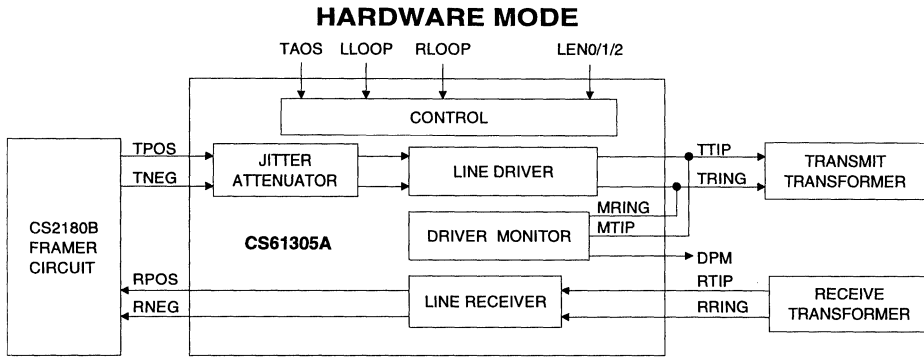 HARDWARE MODE
TAOS LLOOP RLOOP LEN0/1/2
CONTROL
TPOS
TNEG
JITTER
ATTENUATOR
LINE DRIVER
TTIP
TRING
TRANSMIT
TRANSFORMER
CS2180B
FRAMER
CIRCUIT
CS61305A
DRIVER MONITOR
MRING
MTIP
DPM
RPOS
RNEG
LINE RECEIVER
RTIP
RRING
RECEIVE
TRANSFORMER